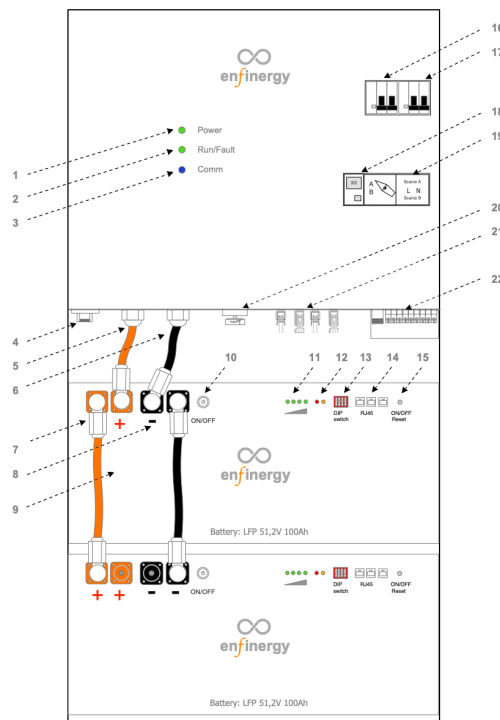 enfinergy
16
17
Power
1
Run/Fault
2
Comm
3
18
19
A
B
Source A
L N
Source B
20
21
22
4
5
6
7
8
9
10
11
12
13
14
15
+
-
ON/OFF
DIP
switch
RJ45
ON/OFF
Reset
enfinergy
Battery: LFP 51,2V 100Ah
+ + - -
ON/OFF
DIP
switch
RJ45
ON/OFF
Reset
enfinergy
Battery: LFP 51,2V 100Ah